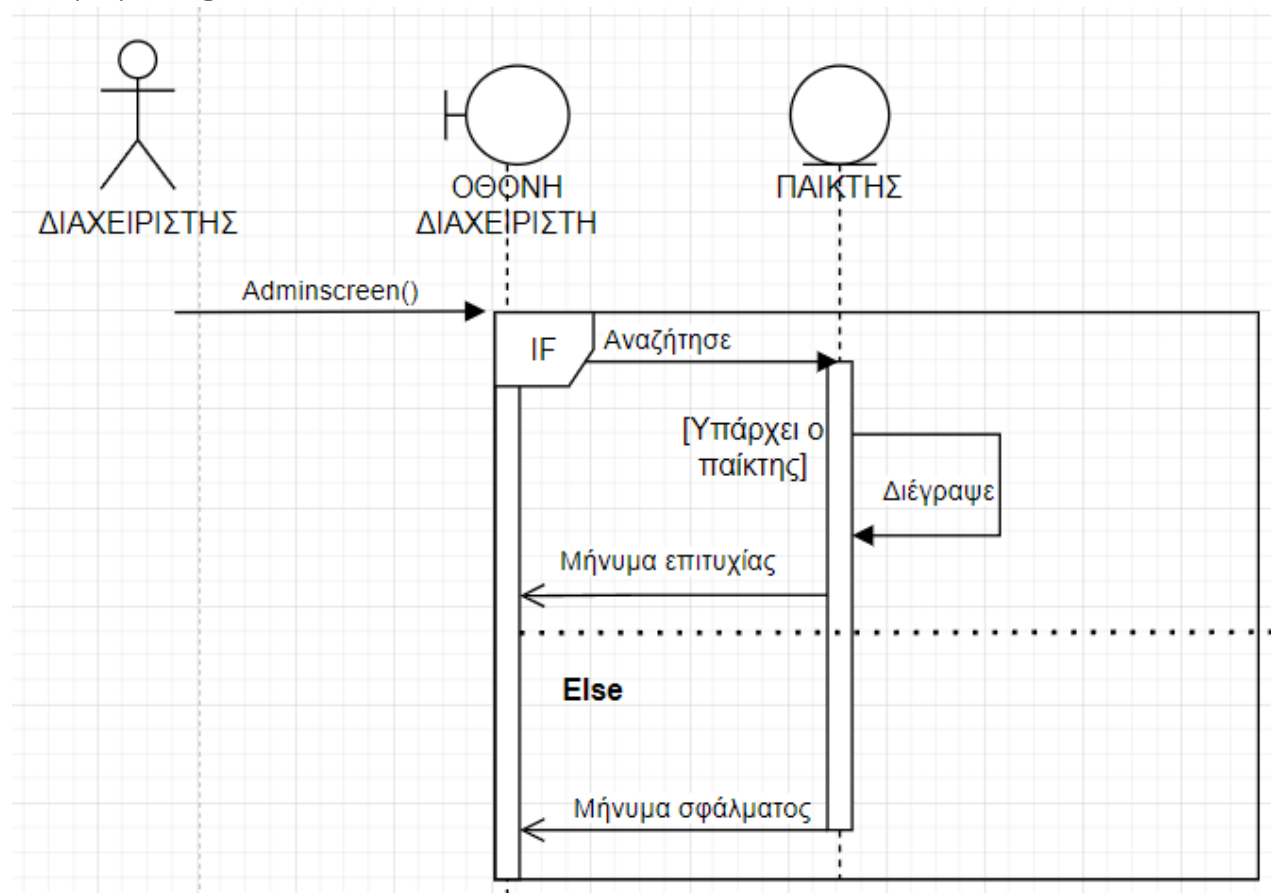 ΔΙΑΧΕΙΡΙΣΤΗΣ
ΟΘΟΝΗ
ΔΙΑΧΕΙΡΙΣΤΗ
ΠΑΙΚΤΗΣ
Adminscreen()
IF
Αναζήτησε
[Υπάρχει ο
παίκτης]
Διέγραψε
Μήνυμα επιτυχίας
Else
Μήνυμα σφάλματος